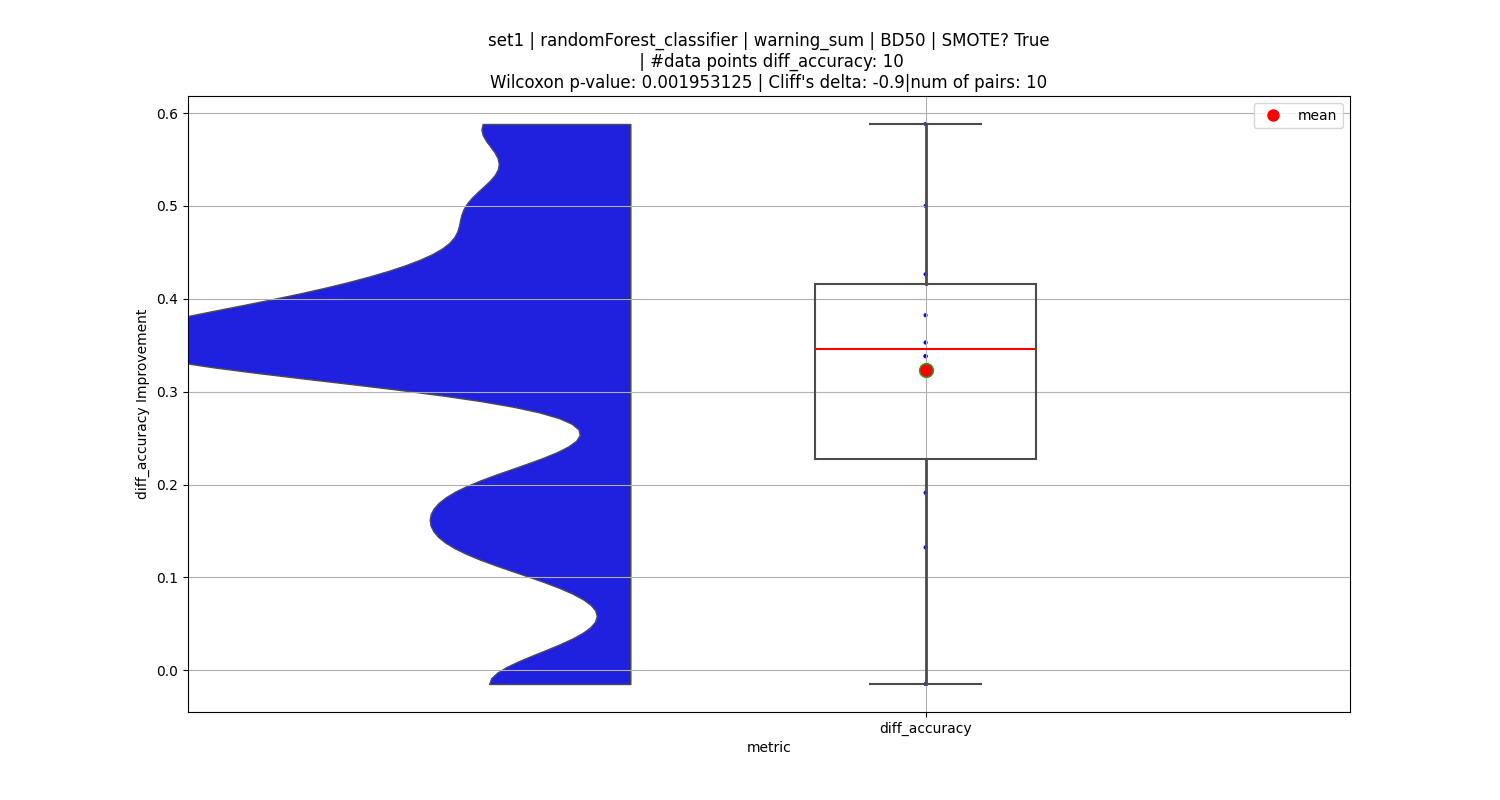 set1 | randomForest_classifier | warning_sum | BD50 | SMOTE? True
| #data points diff_accuracy: 10
Wilcoxon p-value: 0.001953125 | Cliff's delta: -0.9|num of pairs: 10
mean
0.6
0.5
0.4
0.3
0.2
0.1
0.0
diff_accuracy Improvement
diff_accuracy
metric